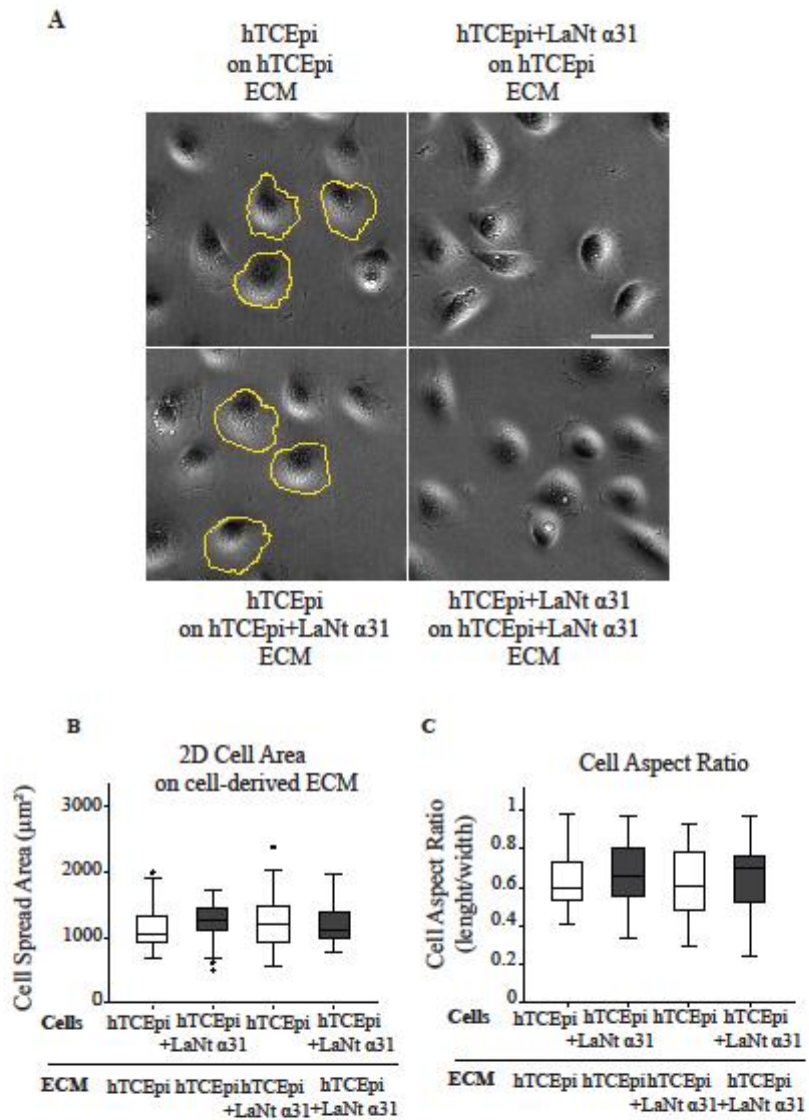 A
hTCEpi
on hTCEpi
ECM
hTCEpi+LaNt α31
on hTCEpi
ECM
hTCEpi
on hTCEpi+LaNt α31
ECM
hTCEpi+LaNt α31
on hTCEpi+LaNt α31
ECM
B
2D Cell Area
on cell-derived ECM
Cell Spread Area (µm²)
3000
2000
1000
0
Cells hTCEpi hTCEpi hTCEpi hTCEpi
+LaNt α31 +LaNt α31
ECM hTCEpi hTCEpi hTCEpi hTCEpi
+LaNt α31 +LaNt α31
C
Cell Aspect Ratio
Cell Aspect Ratio
(lenght/width)
1
0.8
0.6
0.4
0.2
0
Cells hTCEpi hTCEpi hTCEpi hTCEpi
+LaNt α31 +LaNt α31
ECM hTCEpi hTCEpi hTCEpi hTCEpi
+LaNt α31 +LaNt α31